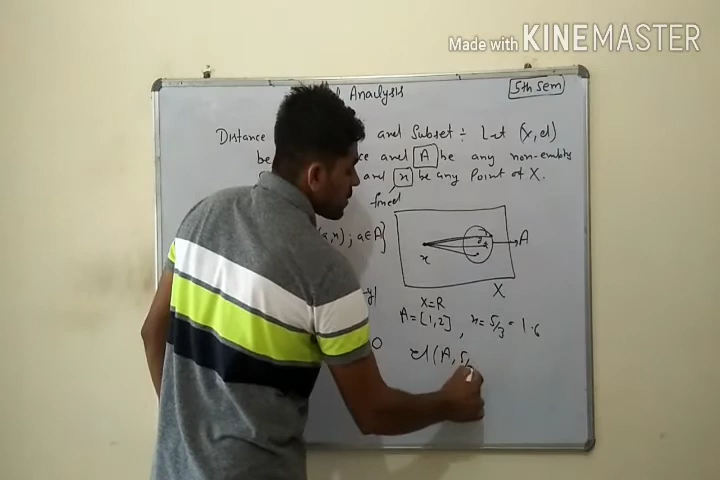 Made with KINEMASTER
Analysis
5th Sem
Distance and Subset :- Let (X, d)
be and A be any non-empty
and x be any Point of X.
fixed
(a,x) ; a∈A}
x
A
X
X=R
A=[1,2] , x=5/3=1.6
0
d(A,5/